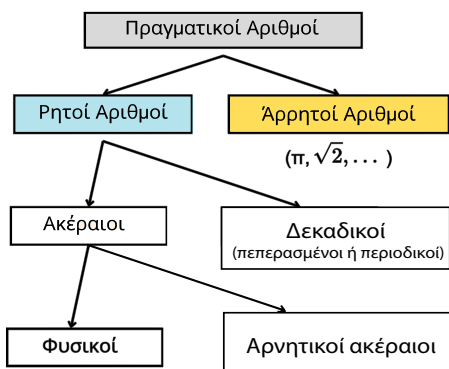 Πραγματικοί Αριθμοί
Ρητοί Αριθμοί
Άρρητοί Αριθμοί
(π, √2, ... )
Ακέραιοι
Δεκαδικοί
(πεπερασμένοι ή περιοδικοί)
Φυσικοί
Αρνητικοί ακέραιοι